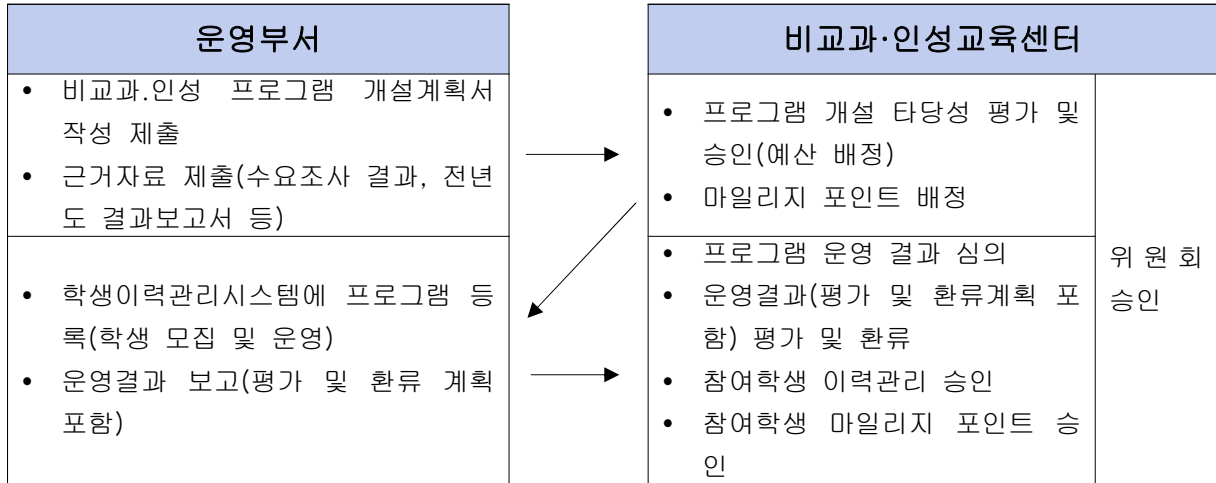 운영부서
• 비교과.인성 프로그램 개설계획서
작성 제출
• 근거자료 제출(수요조사 결과, 전년
도 결과보고서 등)
• 학생이력관리시스템에 프로그램 등
록(학생 모집 및 운영)
• 운영결과 보고(평가 및 환류 계획
포함)
비교과·인성교육센터
• 프로그램 개설 타당성 평가 및
승인(예산 배정)
• 마일리지 포인트 배정
• 프로그램 운영 결과 심의
• 운영결과(평가 및 환류계획 포
함) 평가 및 환류
• 참여학생 이력관리 승인
• 참여학생 마일리지 포인트 승
인
위 원 회
승인